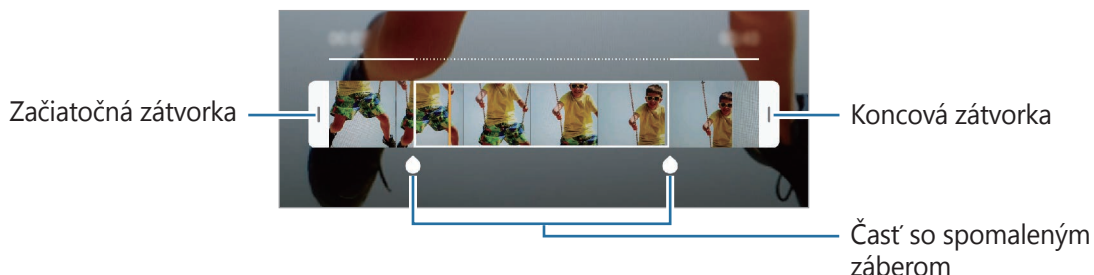 Začiatočná zátvorka
Koncová zátvorka
Časť so spomaleným
záberom